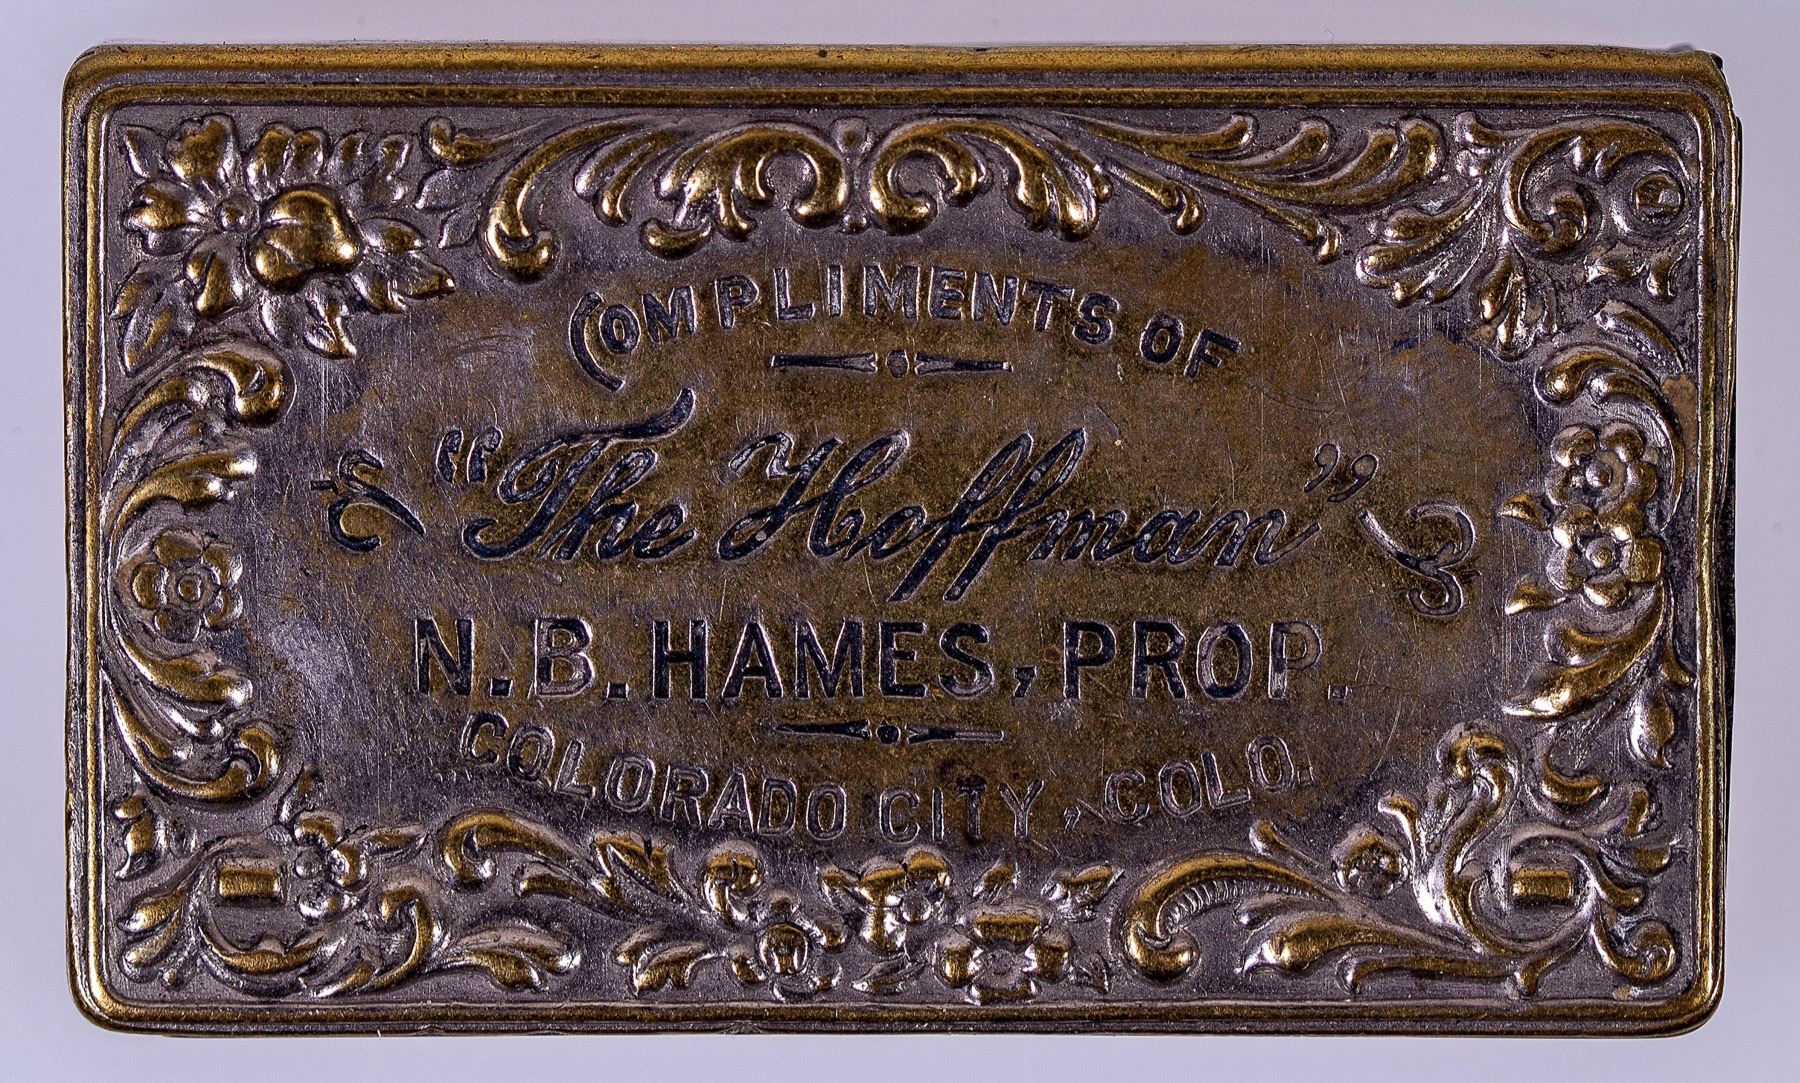 COMPLIMENTS OF
"The Hoffman"
N.B. HAMES, PROP.
COLORADO CITY, COLO.